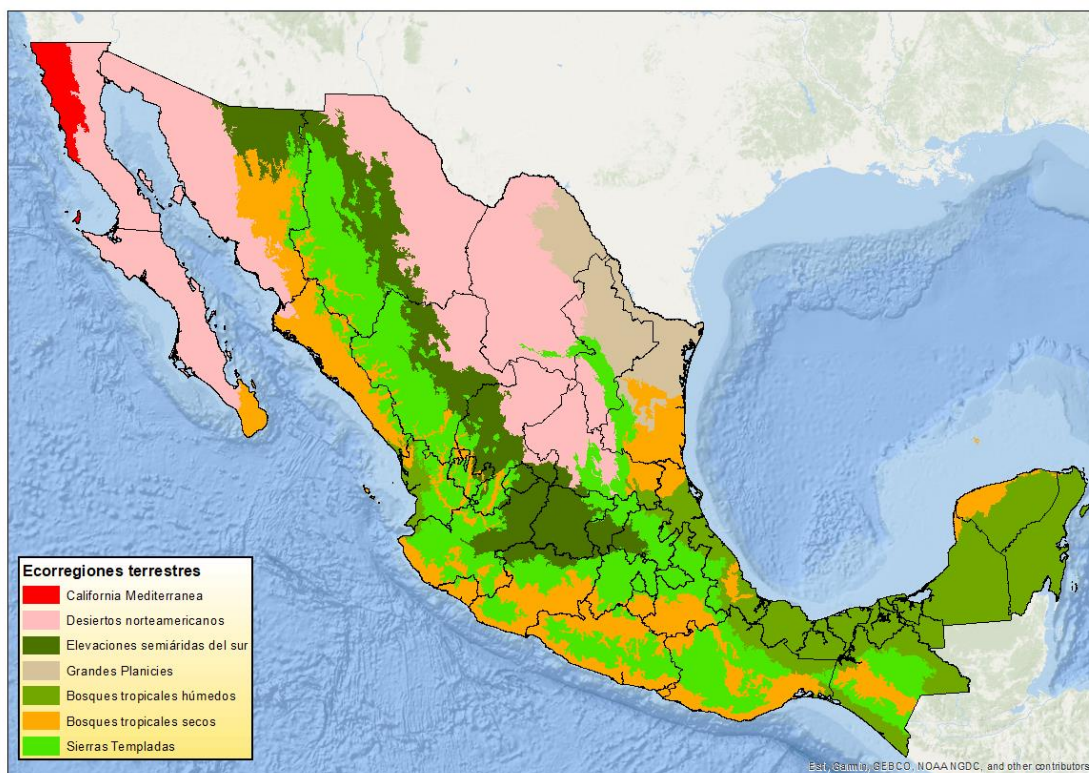 Ecorregiones terrestres
California Mediterranea
Desiertos norteamericanos
Elevaciones semiáridas del sur
Grandes Planicies
Bosques tropicales húmedos
Bosques tropicales secos
Sierras Templadas
Esri, Garmin, GEBCO, NOAA NGDC, and other contributors